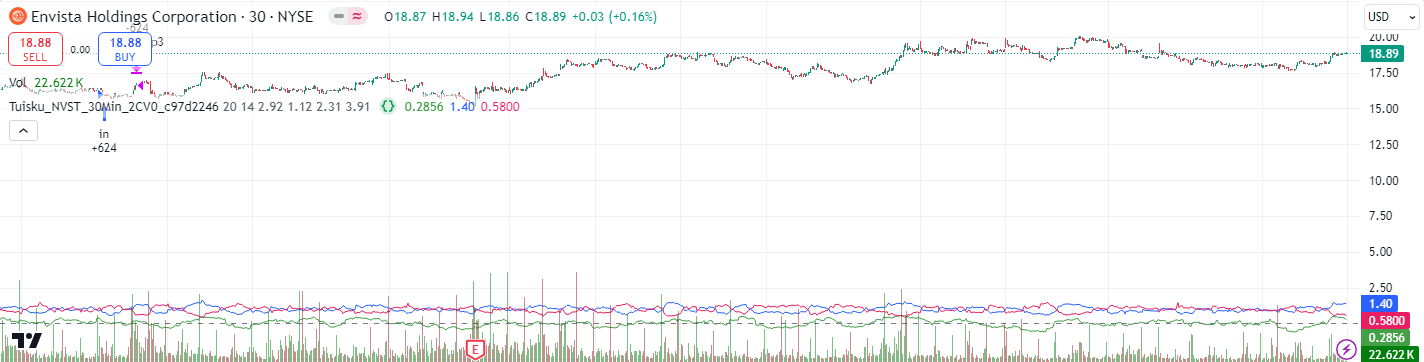 Envista Holdings Corporation · 30 · NYSE O18.87 H18.94 L18.86 C18.89 +0.03 (+0.16%)
USD
-624
18.88 SELL
0.00
18.88 BUY
p3
20.00
18.89
Vol 22.622 K
17.50
Tuisku_NVST_30Min_2CV0_c97d2246 20 14 2.92 1.12 2.31 3.91 {} 0.2856 1.40 0.5800
15.00
in
+624
12.50
10.00
7.50
5.00
2.50
1.40
0.5800
0.2856
E
22.622 K